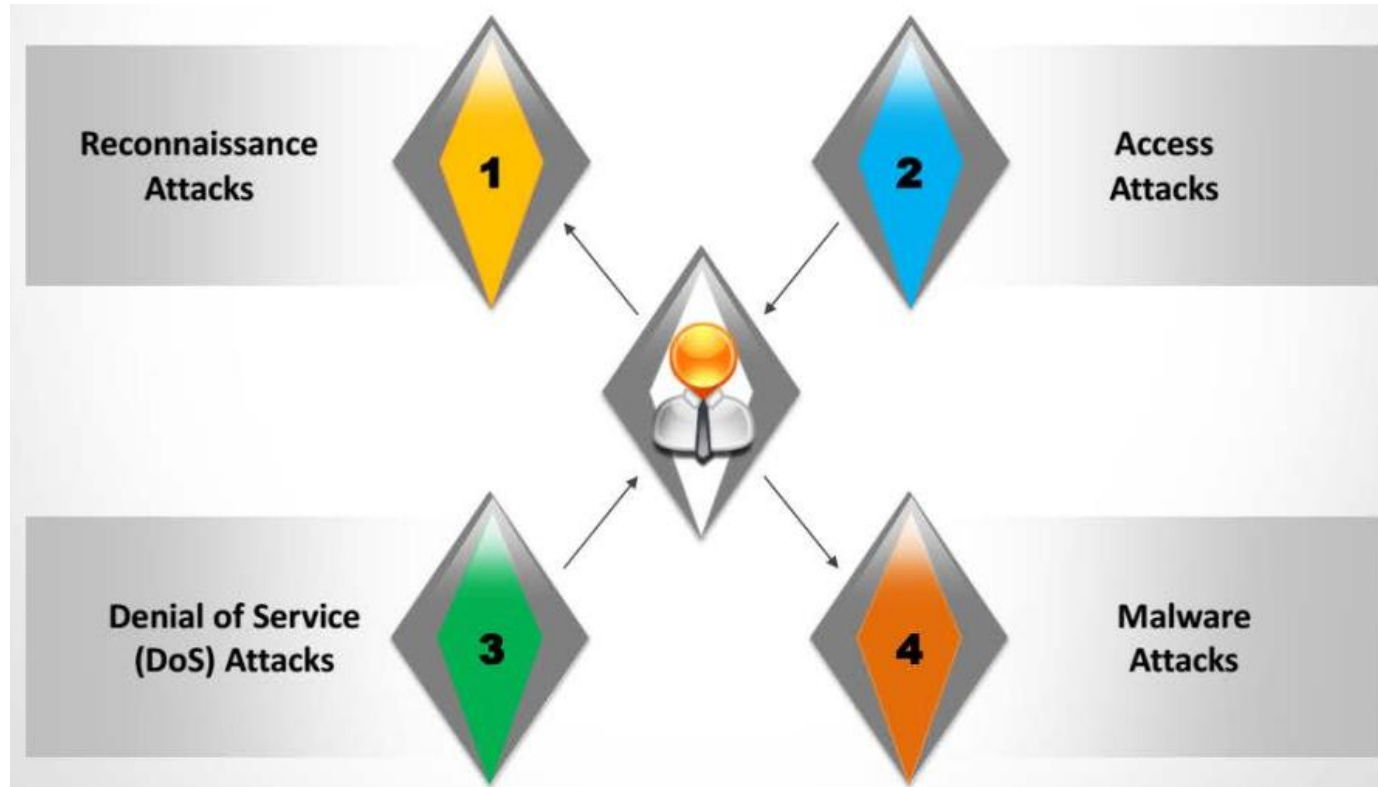 Reconnaissance
Attacks
1
2
Access
Attacks
Denial of Service
(DoS) Attacks
3
4
Malware
Attacks